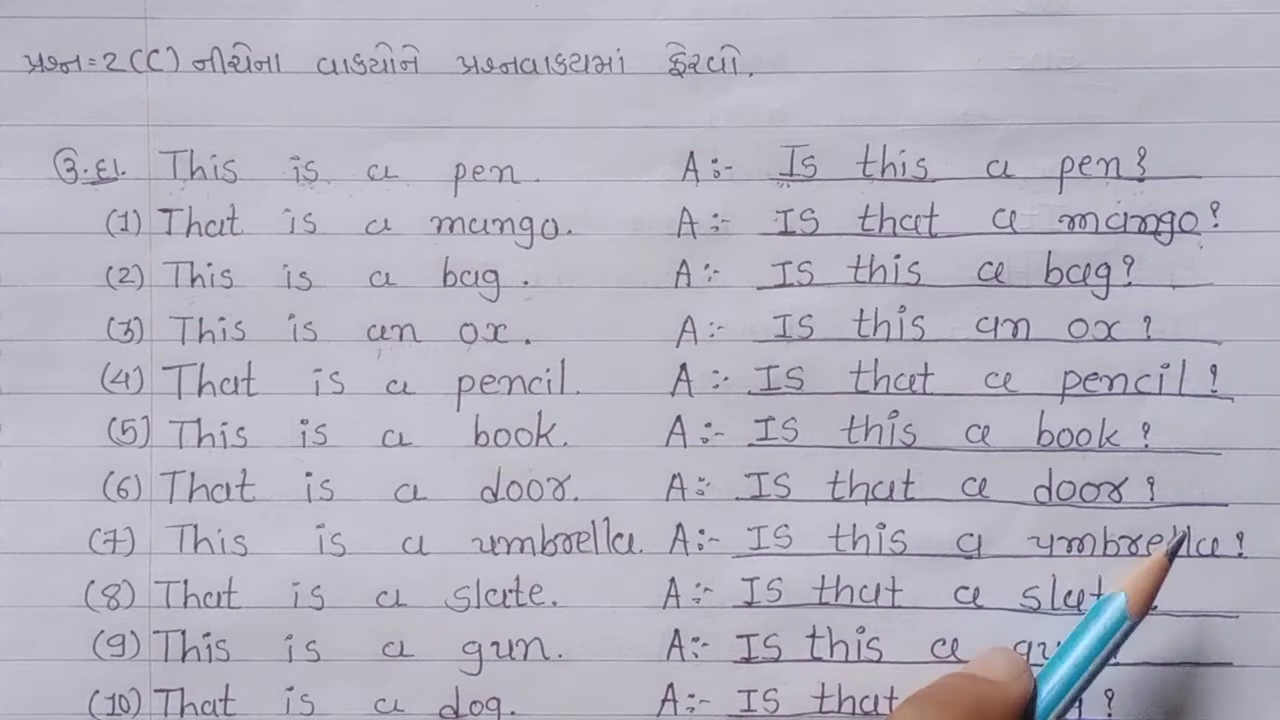 પ્રશ્ન=2 (C) નીચેના વાક્યોને પ્રશ્નવાક્યમાં ફેરવો.
ઉ.દા. This is a pen. A:- Is this a pen?
(1) That is a mango. A:- IS that a mango?
(2) This is a bag. A:- IS this a bag?
(3) This is an ox. A:- IS this an ox?
(4) That is a pencil. A:- IS that a pencil?
(5) This is a book. A:- IS this a book?
(6) That is a door. A:- IS that a door?
(7) This is a umbrella. A:- IS this a umbrella?
(8) That is a slate. A:- IS that a slat
(9) This is a gun. A:- IS this a
(10) That is a dog. A:- IS that ?